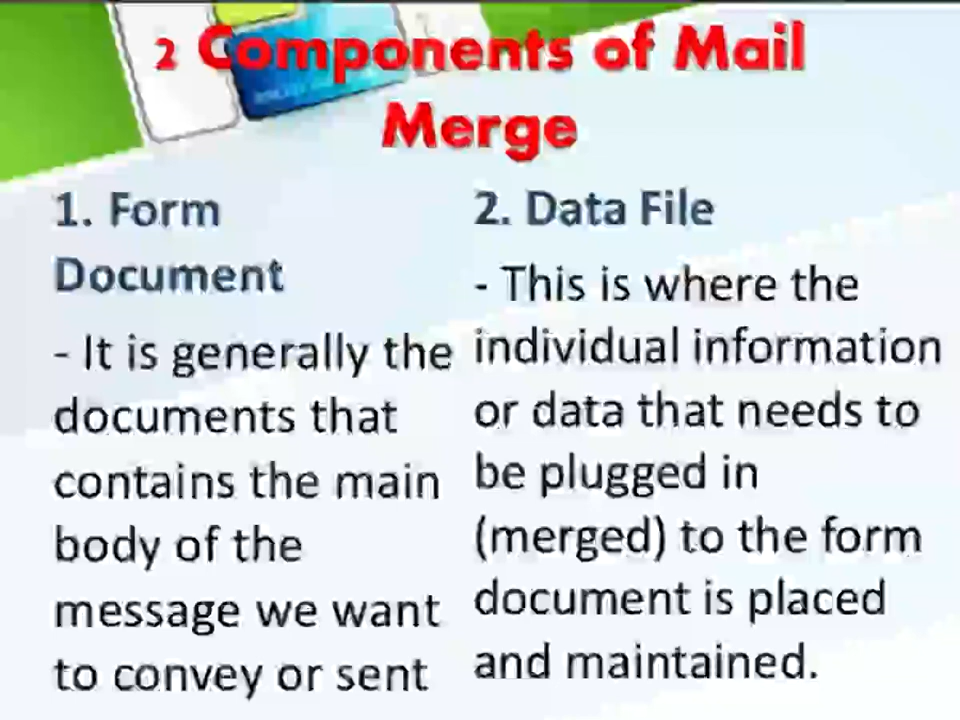 2 Components of Mail
Merge
1. Form
Document
- It is generally the
documents that
contains the main
body of the
message we want
to convey or sent
2. Data File
- This is where the
individual information
or data that needs to
be plugged in
(merged) to the form
document is placed
and maintained.